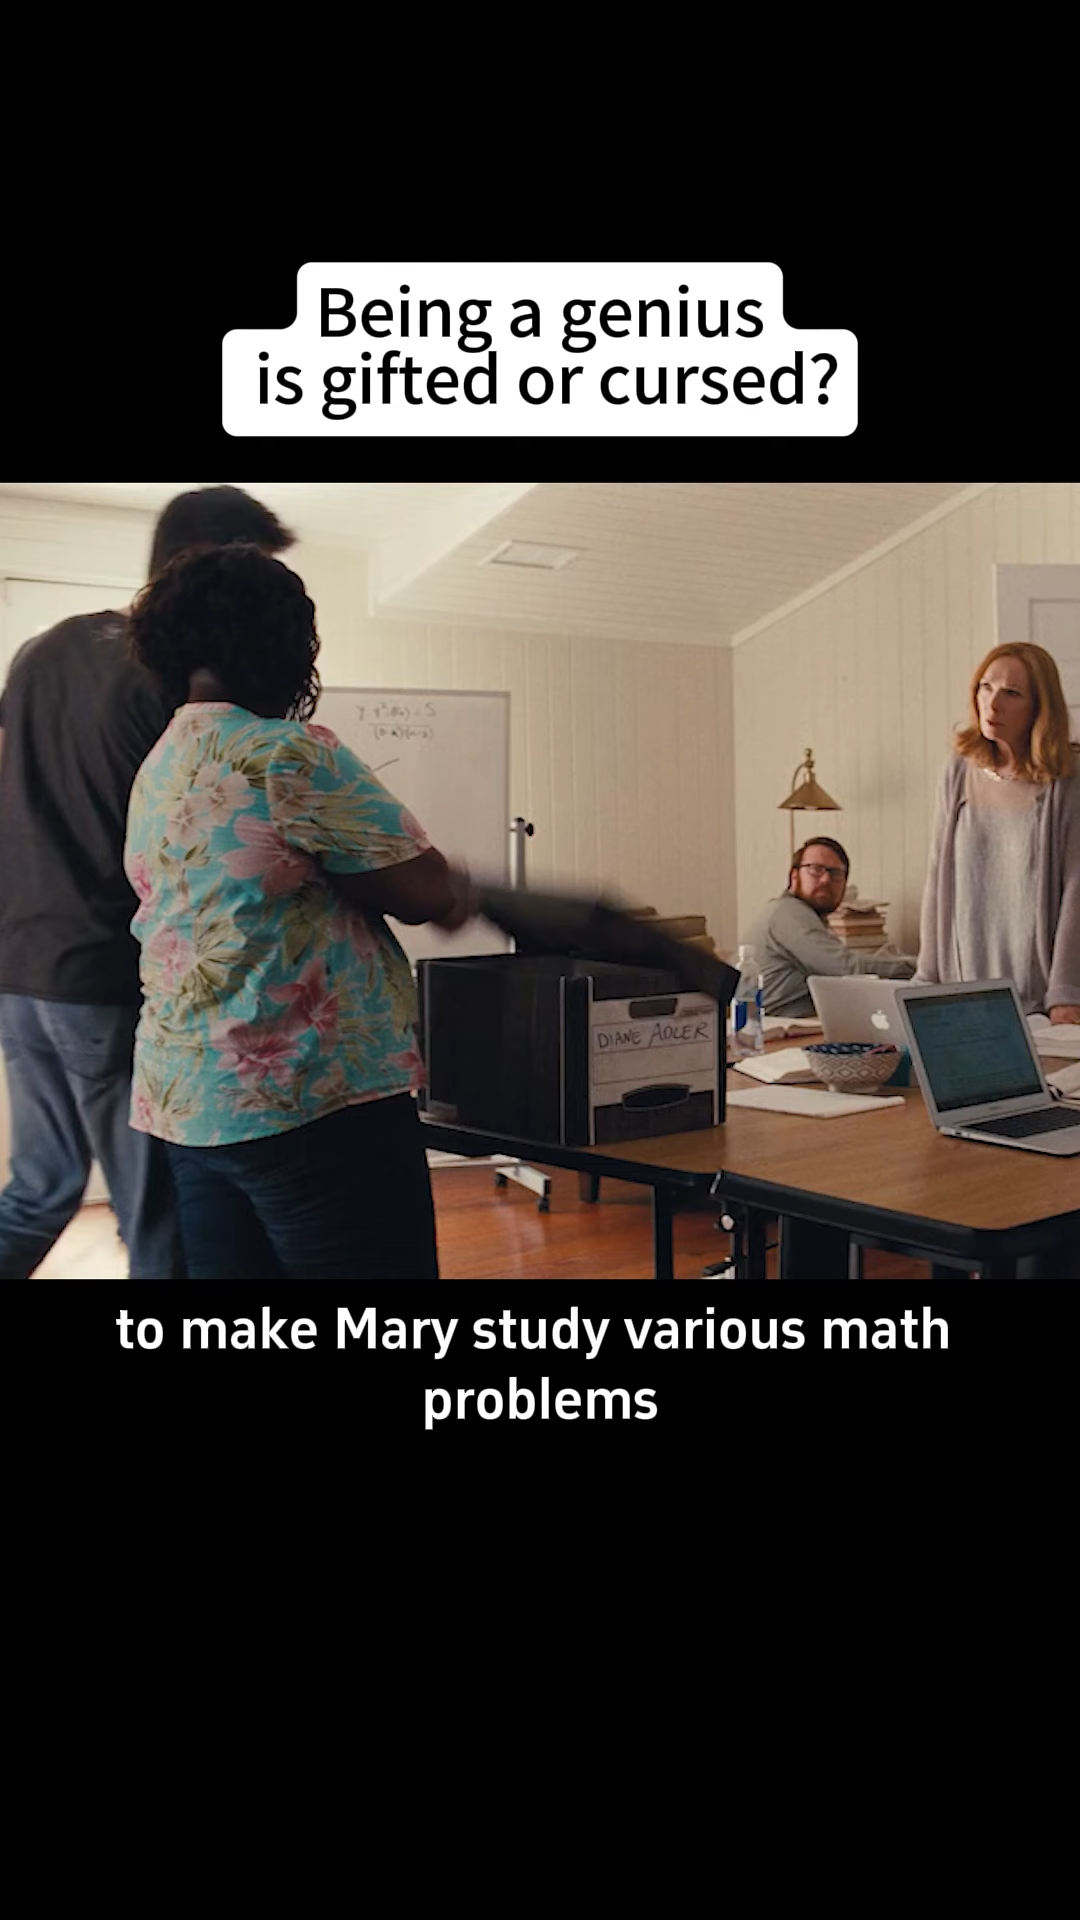 Being a genius
is gifted or cursed?
DIANE ADLER
to make Mary study various math
problems